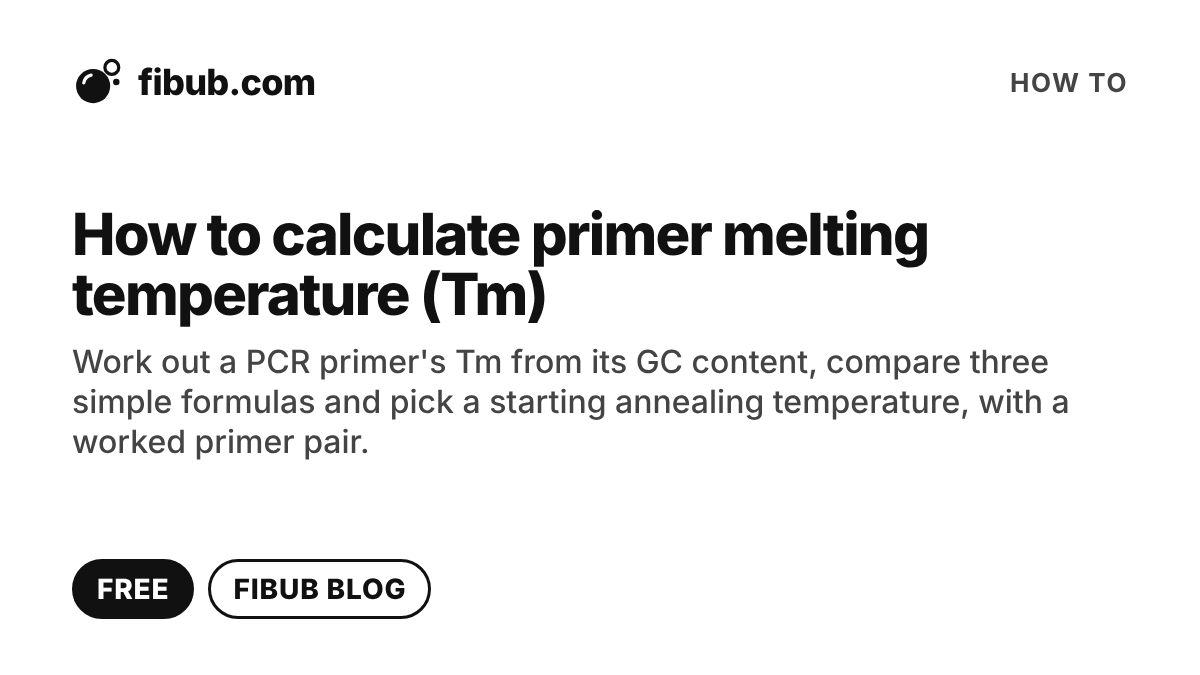 fibub.com
HOW TO
How to calculate primer melting
temperature (Tm)
Work out a PCR primer's Tm from its GC content, compare three
simple formulas and pick a starting annealing temperature, with a
worked primer pair.
FREE
FIBUB BLOG